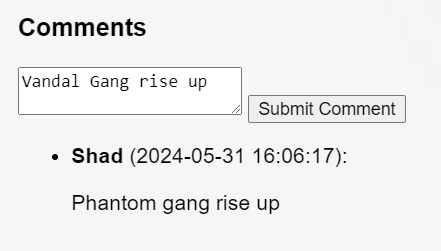 Comments
Vandal Gang rise up
Submit Comment
Shad (2024-05-31 16:06:17):
Phantom gang rise up